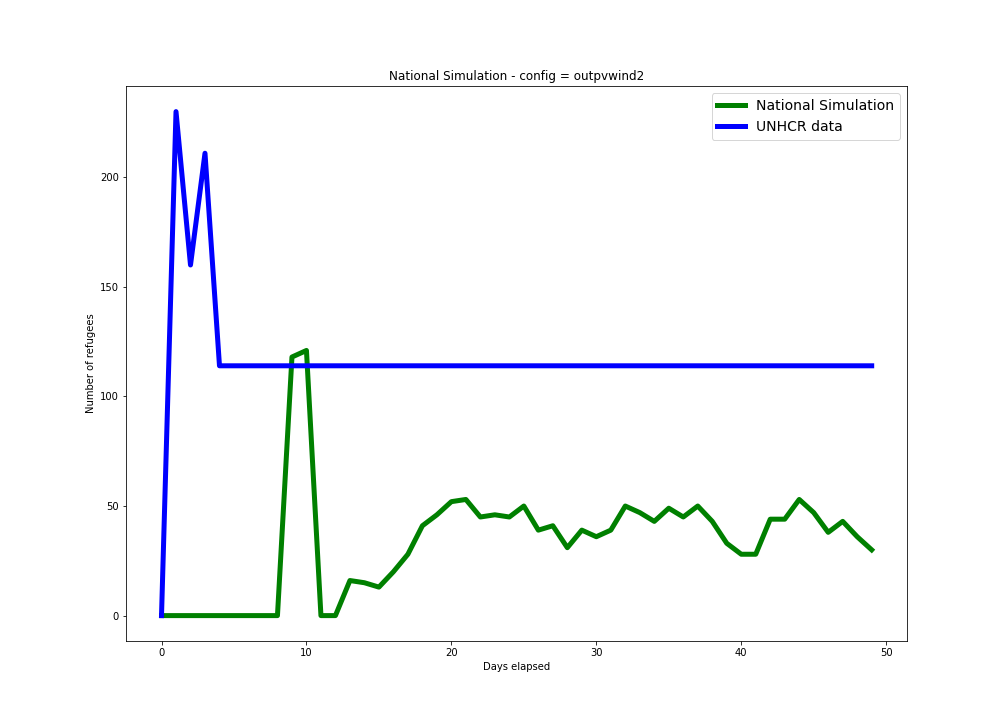 National Simulation - config = outpvwind2
National Simulation
UNHCR data
200
150
100
50
0
Number of refugees
0
10
20
30
40
50
Days elapsed